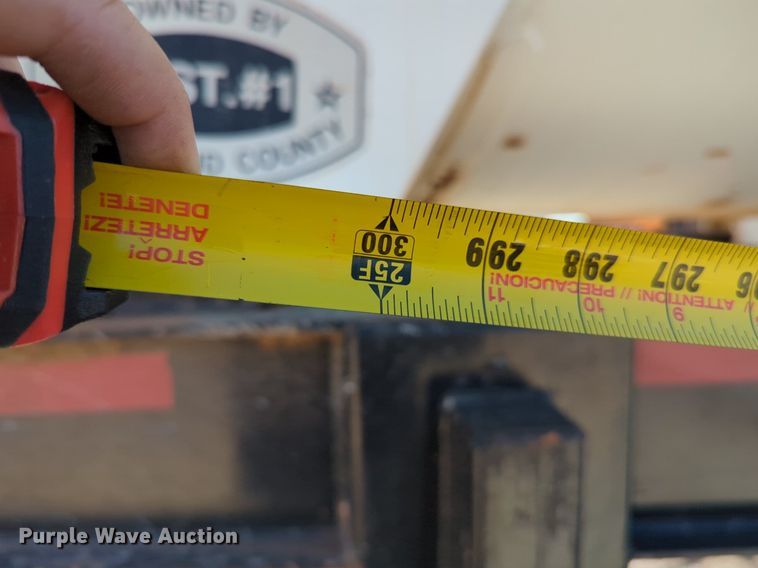 OWNED BY
ST.#1
D COUNTY
STOP!
ARRÊTEZ!
DENETE!
300
25F
299
298
297
11
10
9
// ATTENTION! // PRECAUCION!
Purple Wave Auction